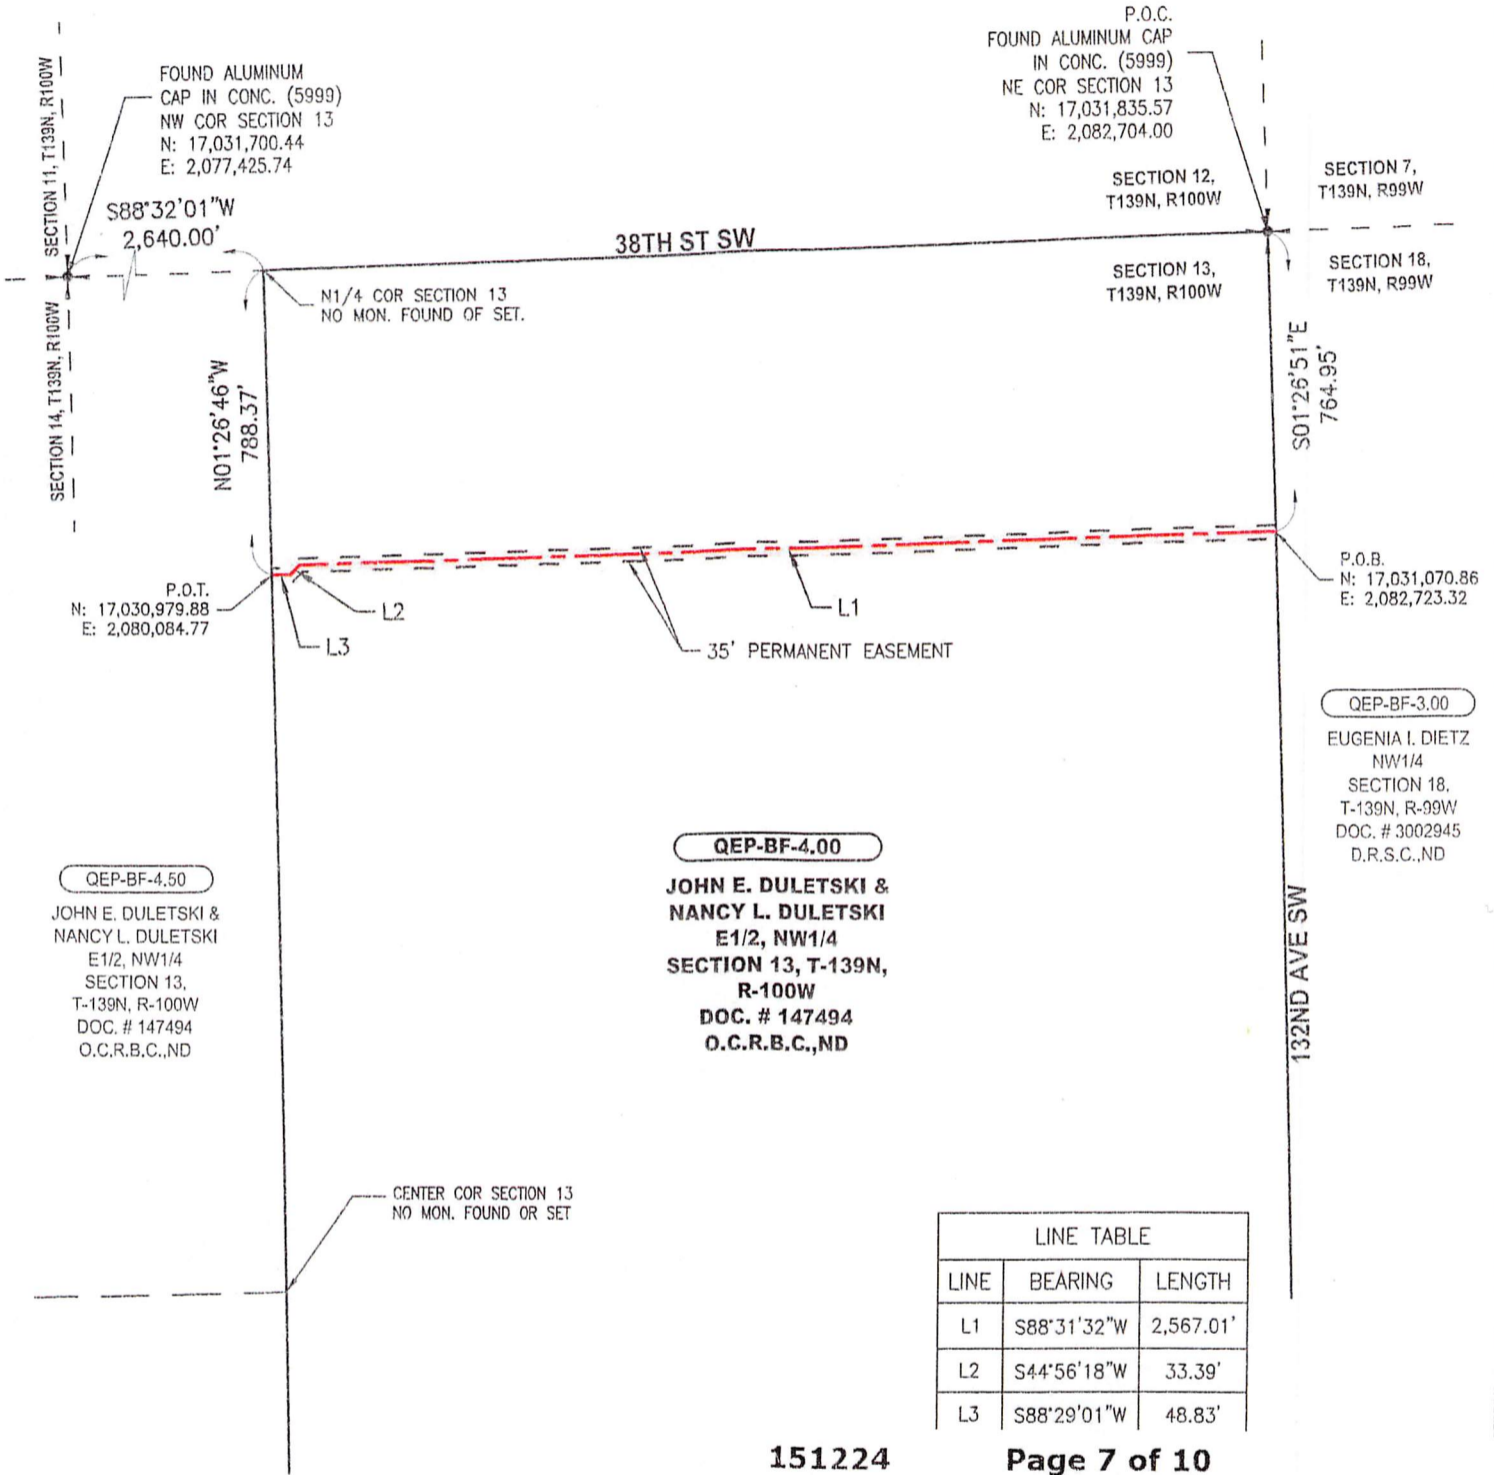 P.O.C.
FOUND ALUMINUM CAP
IN CONC. (5999)
NE COR SECTION 13
N: 17,031,835.57
E: 2,082,704.00
FOUND ALUMINUM
CAP IN CONC. (5999)
NW COR SECTION 13
N: 17,031,700.44
E: 2,077,425.74
SECTION 11, T139N, R100W
S88°32'01"W
2,640.00'
38TH ST SW
SECTION 12,
T139N, R100W
SECTION 7,
T139N, R99W
SECTION 13,
T139N, R100W
SECTION 18,
T139N, R99W
N1/4 COR SECTION 13
NO MON. FOUND OF SET.
SECTION 14, T139N, R100W
N01°26'46"W
788.37'
S01°26'51"E
764.95'
P.O.T.
N: 17,030,979.88
E: 2,080,084.77
L2
L3
L1
35' PERMANENT EASEMENT
P.O.B.
N: 17,031,070.86
E: 2,082,723.32
QEP-BF-3.00
EUGENIA I. DIETZ
NW1/4
SECTION 18,
T-139N, R-99W
DOC. # 3002945
D.R.S.C.,ND
QEP-BF-4.00
JOHN E. DULETSKI &
NANCY L. DULETSKI
E1/2, NW1/4
SECTION 13, T-139N,
R-100W
DOC. # 147494
O.C.R.B.C.,ND
QEP-BF-4.50
JOHN E. DULETSKI &
NANCY L. DULETSKI
E1/2, NW1/4
SECTION 13,
T-139N, R-100W
DOC. # 147494
O.C.R.B.C.,ND
132ND AVE SW
CENTER COR SECTION 13
NO MON. FOUND OR SET
LINE TABLE
LINE BEARING LENGTH
L1 S88°31'32"W 2,567.01'
L2 S44°56'18"W 33.39'
L3 S88°29'01"W 48.83'
151224 Page 7 of 10